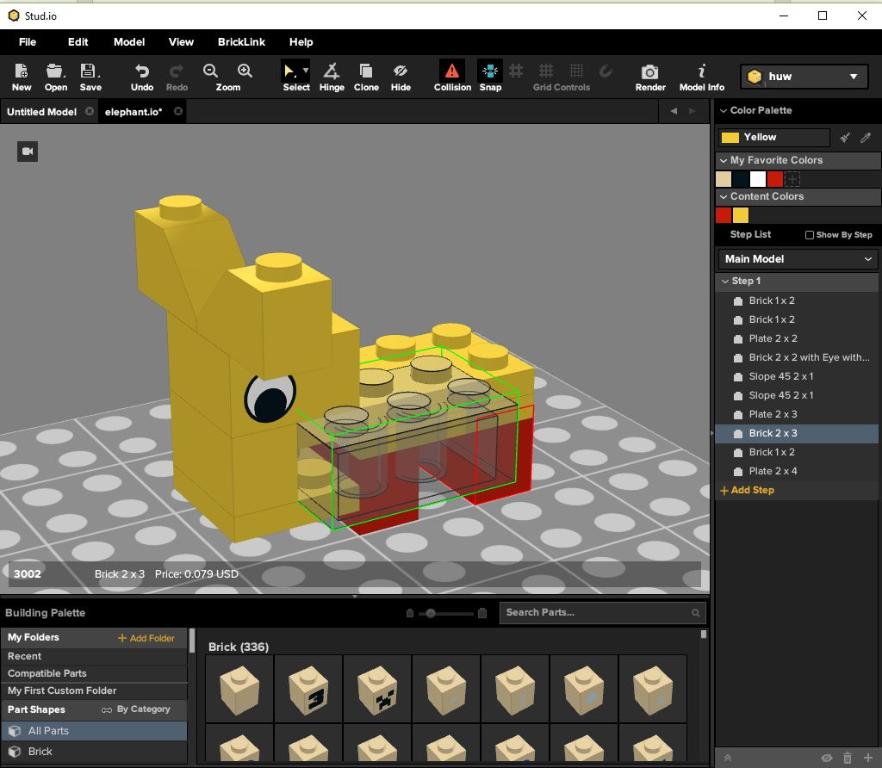 Stud.io
File Edit Model View BrickLink Help
New Open Save Undo Redo Zoom Select Hinge Clone Hide Collision Snap Grid Controls Render Model Info huw
Untitled Model elephant.io*
Color Palette
Yellow
My Favorite Colors
Content Colors
Step List Show By Step
Main Model
Step 1
Brick 1 x 2
Brick 1 x 2
Plate 2 x 2
Brick 2 x 2 with Eye with...
Slope 45 2 x 1
Slope 45 2 x 1
Plate 2 x 3
Brick 2 x 3
Brick 1 x 2
Plate 2 x 4
+ Add Step
3002 Brick 2 x 3 Price: 0.079 USD
Building Palette Search Parts...
My Folders + Add Folder
Recent
Compatible Parts
My First Custom Folder
Part Shapes By Category
All Parts
Brick
Brick (336)
3